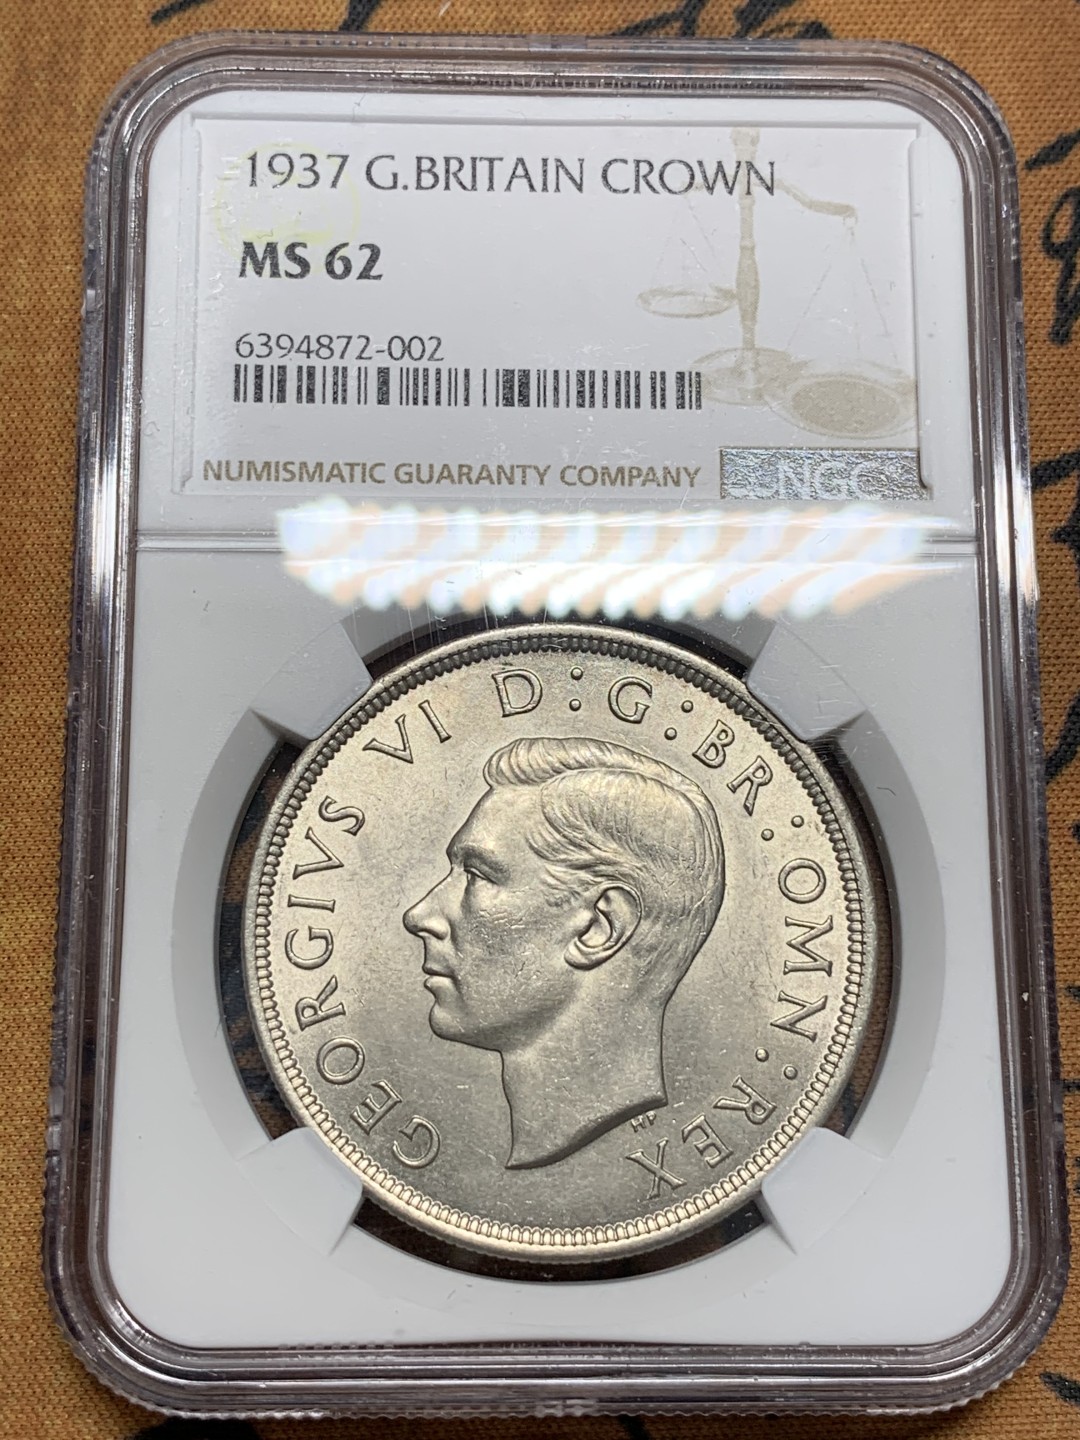 1937 G.BRITAIN CROWN
MS 62
6394872-002
NUMISMATIC GUARANTY COMPANY
NGC
GEORGIVS VI D:G:BR:OMN:REX
HP